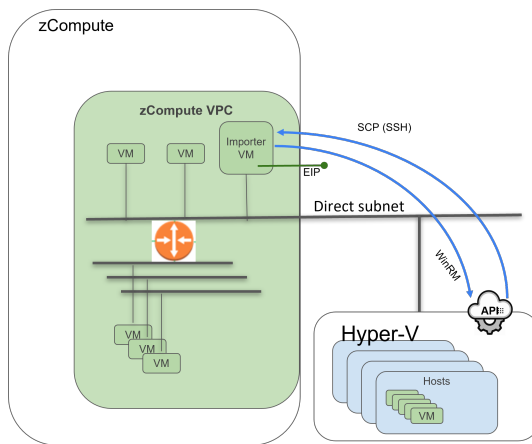 zCompute
zCompute VPC
SCP (SSH)
Importer
VM
VM
VM
EIP
Direct subnet
WinRM
API
Hyper-V
VM
VM
VM
Hosts
VM